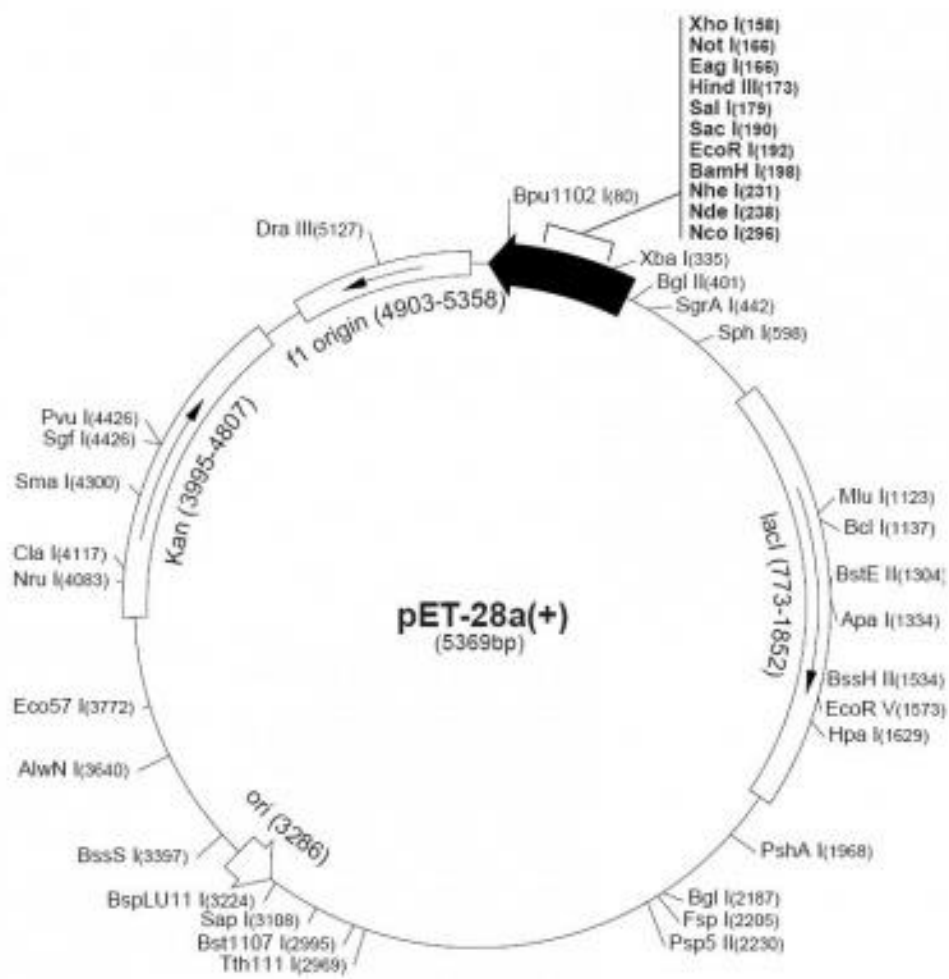 Xho I(158)
Not I(166)
Eag I(166)
Hind III(173)
Sal I(179)
Sac I(190)
EcoR I(192)
BamH I(198)
Nhe I(231)
Nde I(238)
Nco I(296)
Bpu1102 I(80)
Dra III(5127)
Xba I(335)
Bgl II(401)
SgrA I(442)
Sph I(598)
f1 origin (4903-5358)
Pvu I(4426)
Sgf I(4426)
Sma I(4300)
Kan (3995-4807)
Cla I(4117)
Nru I(4083)
lacI (773-1852)
Mlu I(1123)
Bcl I(1137)
BstE II(1304)
Apa I(1334)
BssH II(1534)
EcoR V(1573)
Hpa I(1629)
pET-28a(+)
(5369bp)
Eco57 I(3772)
AlwN I(3640)
ori (3286)
BssS I(3397)
BspLU11 I(3224)
Sap I(3108)
Bst1107 I(2995)
Tth111 I(2969)
PshA I(1968)
Bgl I(2187)
Fsp I(2205)
Psp5 II(2230)